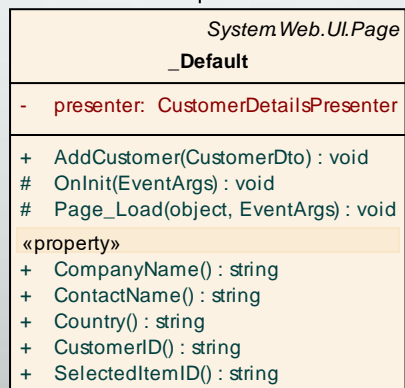 System.Web.UI.Page
_Default
- presenter: CustomerDetailsPresenter
+ AddCustomer(CustomerDto) : void
# OnInit(EventArgs) : void
# Page_Load(object, EventArgs) : void
«property»
+ CompanyName() : string
+ ContactName() : string
+ Country() : string
+ CustomerID() : string
+ SelectedItemID() : string